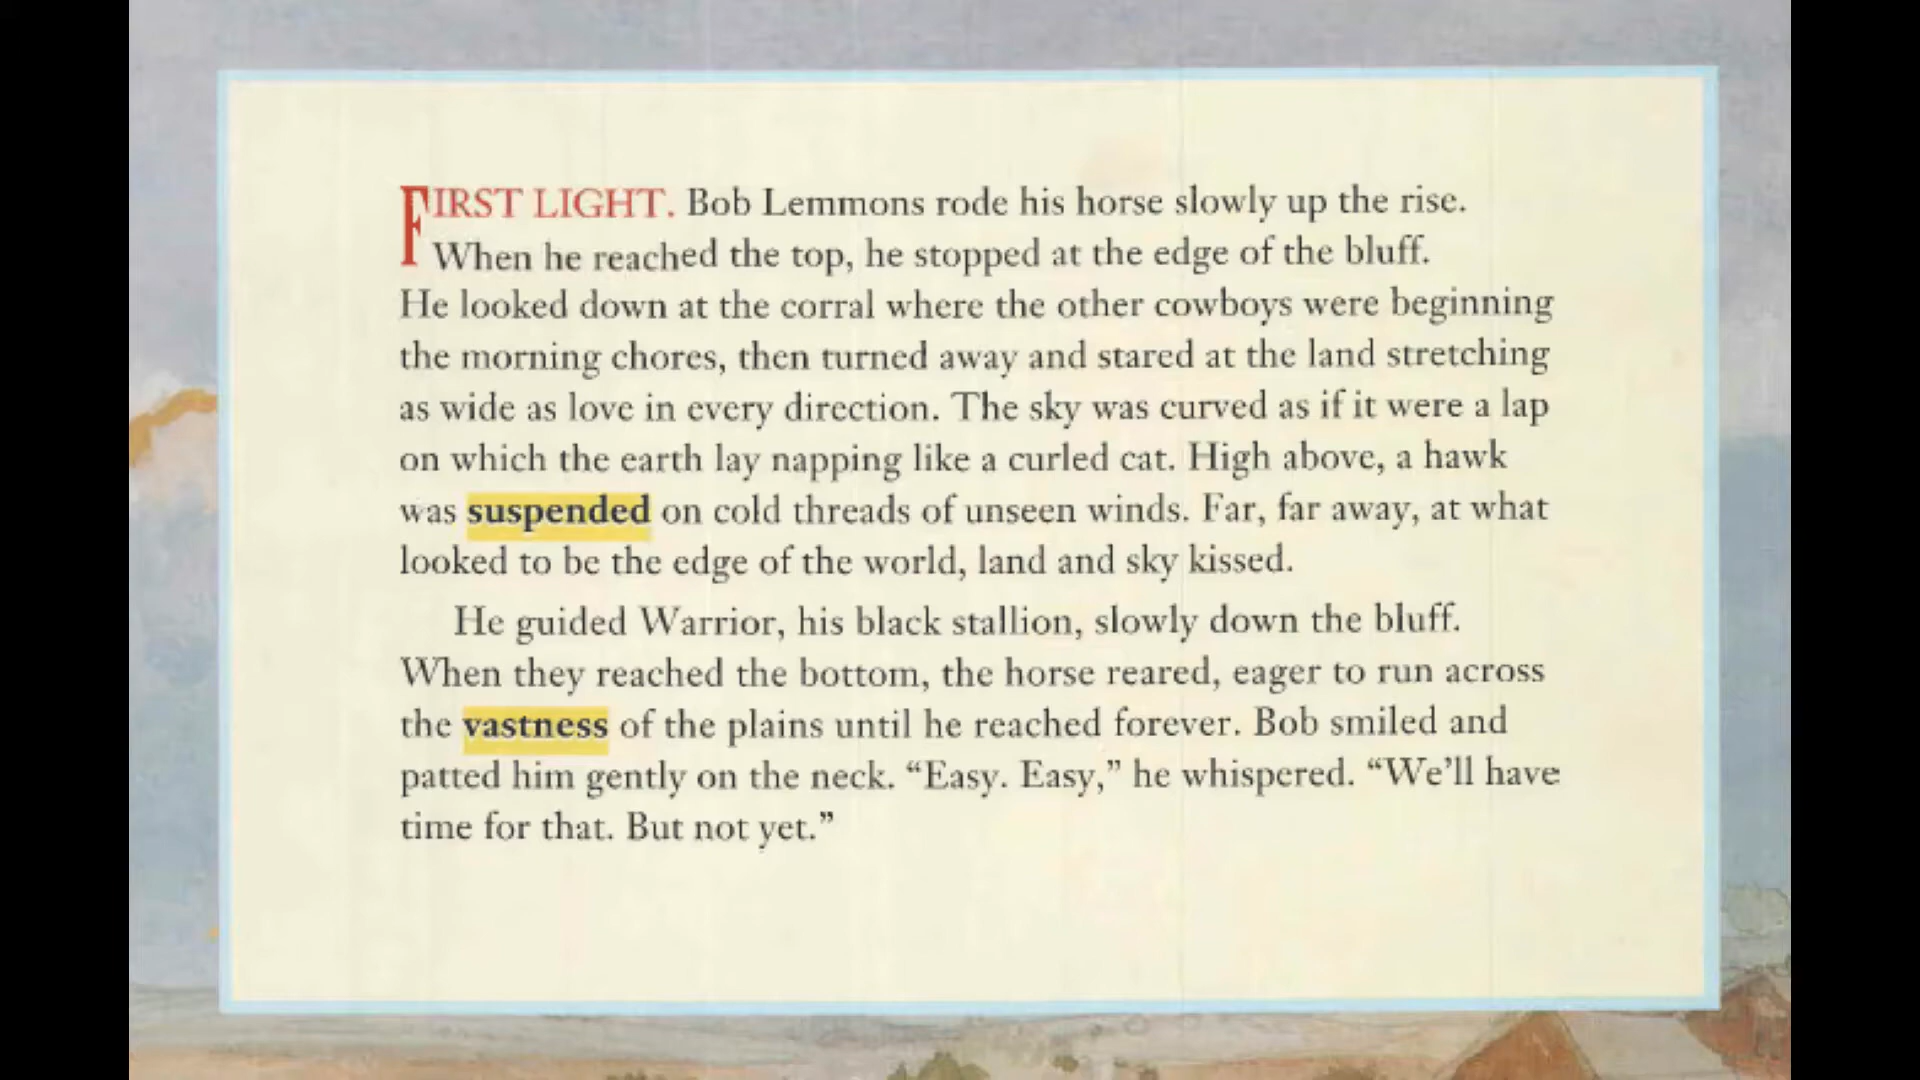 FIRST LIGHT. Bob Lemmons rode his horse slowly up the rise.
When he reached the top, he stopped at the edge of the bluff.
He looked down at the corral where the other cowboys were beginning
the morning chores, then turned away and stared at the land stretching
as wide as love in every direction. The sky was curved as if it were a lap
on which the earth lay napping like a curled cat. High above, a hawk
was suspended on cold threads of unseen winds. Far, far away, at what
looked to be the edge of the world, land and sky kissed.
He guided Warrior, his black stallion, slowly down the bluff.
When they reached the bottom, the horse reared, eager to run across
the vastness of the plains until he reached forever. Bob smiled and
patted him gently on the neck. “Easy. Easy,” he whispered. “We’ll have
time for that. But not yet.”